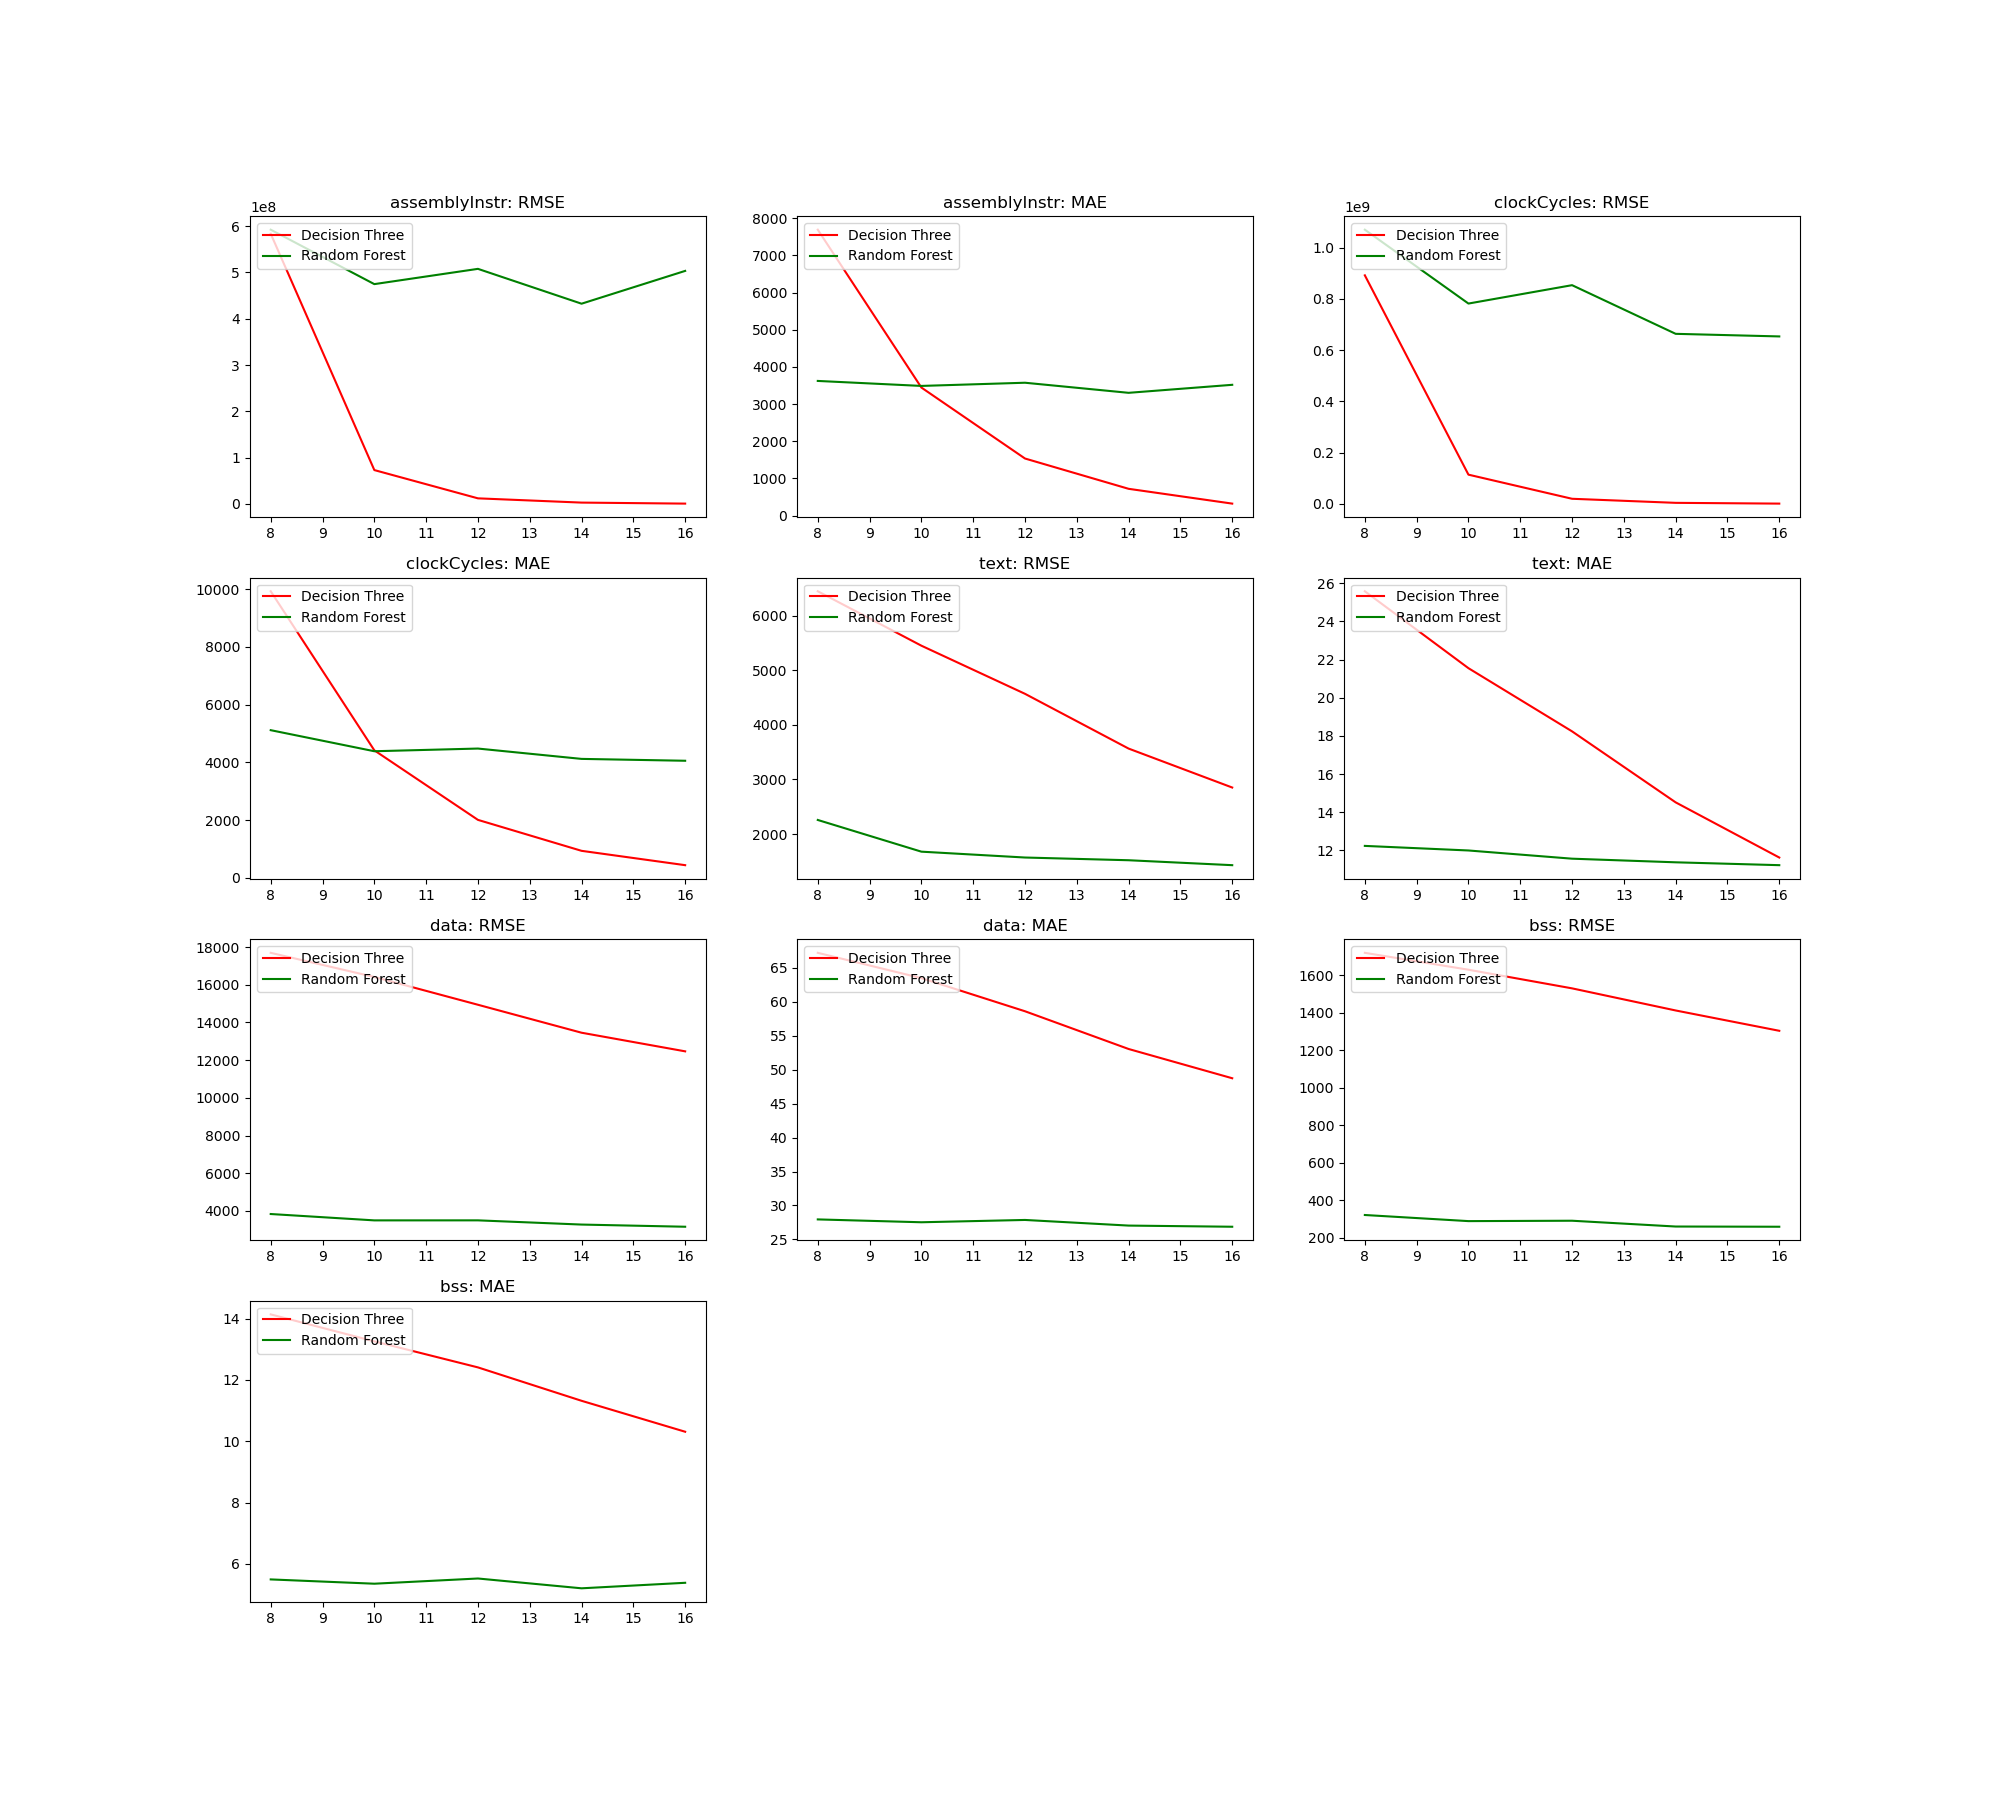 assemblyInstr: RMSE
1e8
6
5
4
3
2
1
0
Decision Three
Random Forest
8 9 10 11 12 13 14 15 16
assemblyInstr: MAE
8000
7000
6000
5000
4000
3000
2000
1000
0
Decision Three
Random Forest
8 9 10 11 12 13 14 15 16
clockCycles: RMSE
1e9
1.0
0.8
0.6
0.4
0.2
0.0
Decision Three
Random Forest
8 9 10 11 12 13 14 15 16
clockCycles: MAE
10000
8000
6000
4000
2000
0
Decision Three
Random Forest
8 9 10 11 12 13 14 15 16
text: RMSE
6000
5000
4000
3000
2000
Decision Three
Random Forest
8 9 10 11 12 13 14 15 16
text: MAE
26
24
22
20
18
16
14
12
Decision Three
Random Forest
8 9 10 11 12 13 14 15 16
data: RMSE
18000
16000
14000
12000
10000
8000
6000
4000
Decision Three
Random Forest
8 9 10 11 12 13 14 15 16
data: MAE
65
60
55
50
45
40
35
30
25
Decision Three
Random Forest
8 9 10 11 12 13 14 15 16
bss: RMSE
1600
1400
1200
1000
800
600
400
200
Decision Three
Random Forest
8 9 10 11 12 13 14 15 16
bss: MAE
14
12
10
8
6
Decision Three
Random Forest
8 9 10 11 12 13 14 15 16